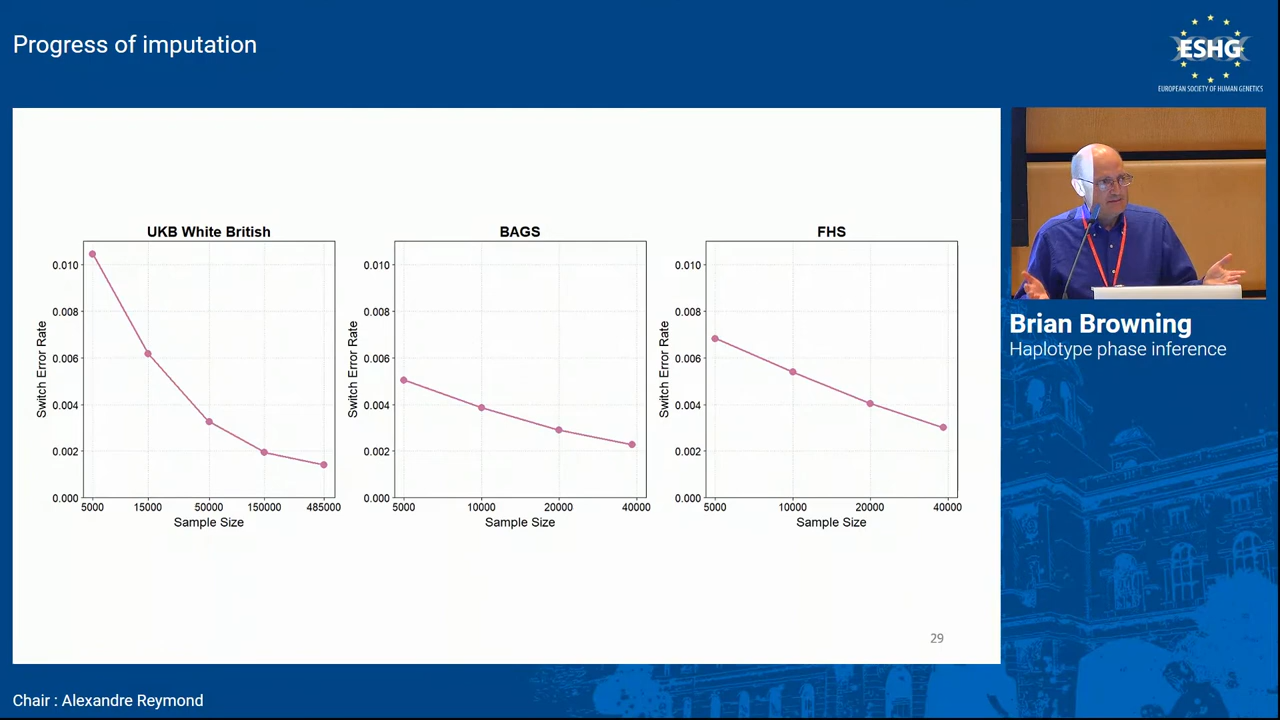 Progress of imputation
ESHG
EUROPEAN SOCIETY OF HUMAN GENETICS
UKB White British
Switch Error Rate
0.010
0.008
0.006
0.004
0.002
0.000
5000 15000 50000 150000 485000
Sample Size
BAGS
Switch Error Rate
0.010
0.008
0.006
0.004
0.002
0.000
5000 10000 20000 40000
Sample Size
FHS
Switch Error Rate
0.010
0.008
0.006
0.004
0.002
0.000
5000 10000 20000 40000
Sample Size
29
Brian Browning
Haplotype phase inference
Chair : Alexandre Reymond